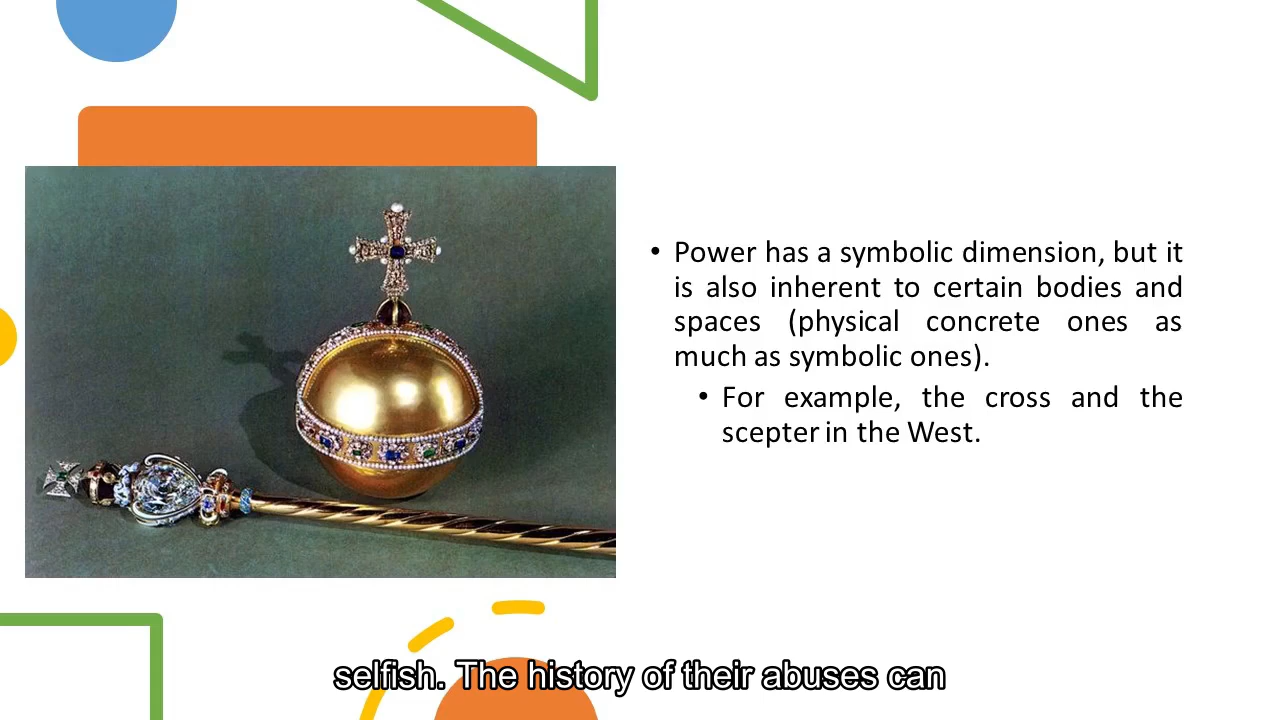 • Power has a symbolic dimension, but it
is also inherent to certain bodies and
spaces (physical concrete ones as
much as symbolic ones).
• For example, the cross and the
scepter in the West.
selfish. The history of their abuses can